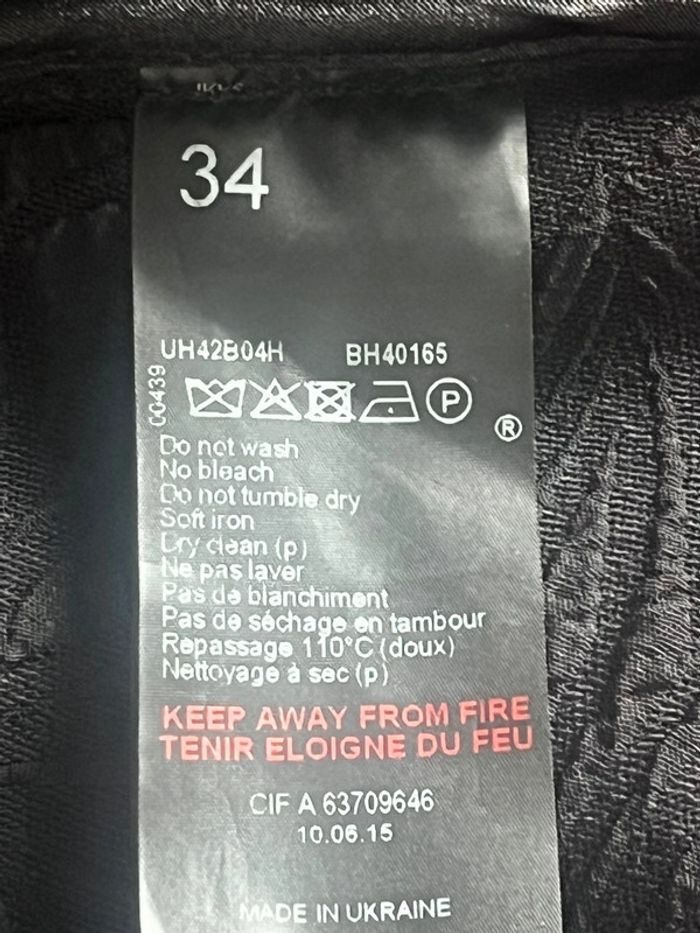 34
UH42B04H BH40165
00439
P
®
Do not wash
No bleach
Do not tumble dry
Soft iron
Dry clean (p)
Ne pas laver
Pas de blanchiment
Pas de séchage en tambour
Repassage 110°C (doux)
Nettoyage à sec (p)
KEEP AWAY FROM FIRE
TENIR ELOIGNE DU FEU
CIF A 63709646
10.06.15
MADE IN UKRAINE